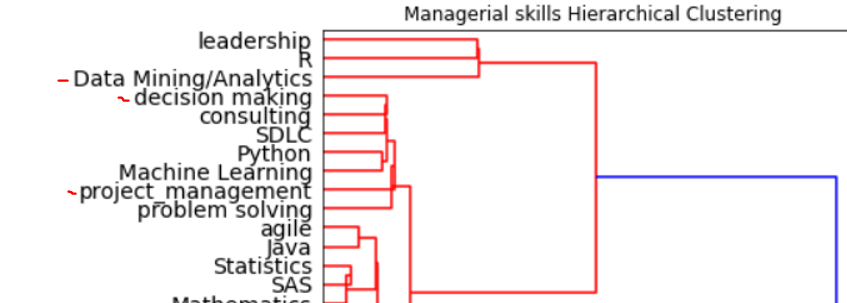 Managerial skills Hierarchical Clustering
leadership
R
Data Mining/Analytics
decision making
consulting
SDLC
Python
Machine Learning
project_management
problem solving
agile
Java
Statistics
SAS
Mathematics